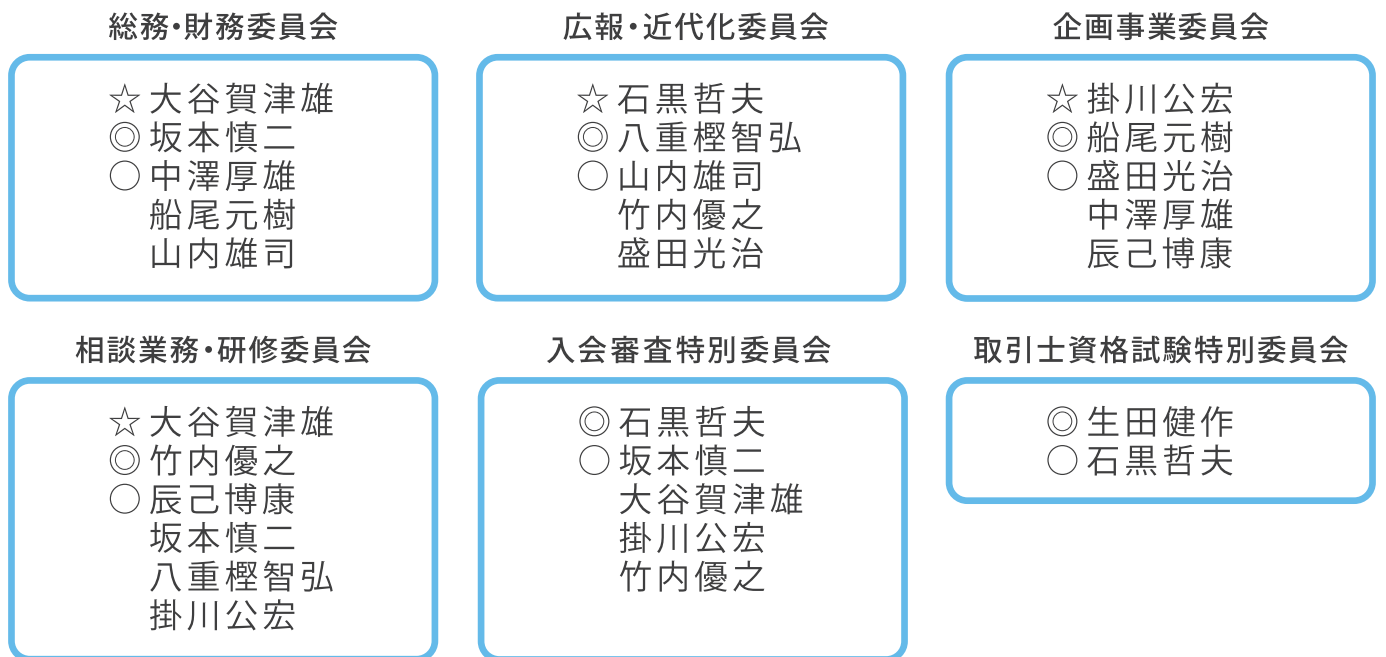 総務・財務委員会
☆大谷賀津雄
◎坂本慎二
○中澤厚雄
船尾元樹
山内雄司
広報・近代化委員会
☆石黒哲夫
◎八重樫智弘
○山内雄司
竹内優之
盛田光治
企画事業委員会
☆掛川公宏
◎船尾元樹
○盛田光治
中澤厚雄
辰己博康
相談業務・研修委員会
☆大谷賀津雄
◎竹内優之
○辰己博康
坂本慎二
八重樫智弘
掛川公宏
入会審査特別委員会
◎石黒哲夫
○坂本慎二
大谷賀津雄
掛川公宏
竹内優之
取引士資格試験特別委員会
◎生田健作
○石黒哲夫